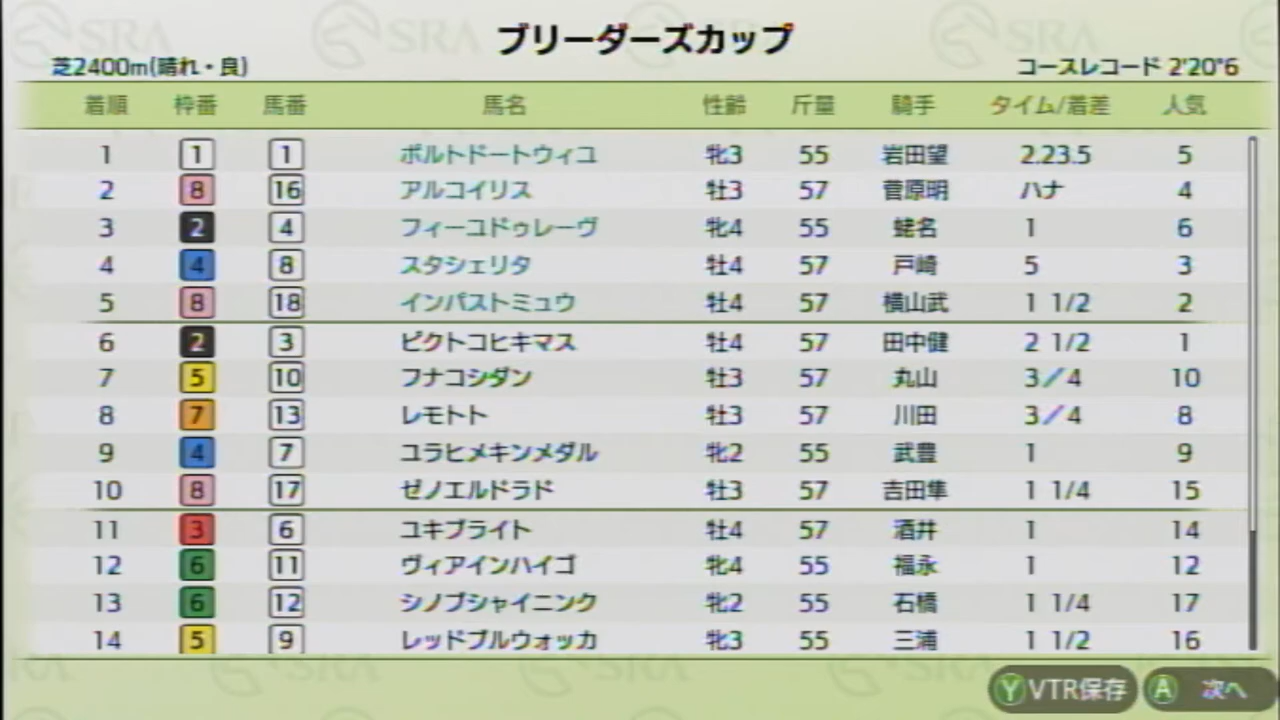 ブリーダーズカップ
芝2400m(晴れ・良) コースレコード 2'20"6
着順 枠番 馬番 馬名 性齢 斤量 騎手 タイム/着差 人気
1 1 1 ボルトドートウィユ 牝3 55 岩田望 2.23.5 5
2 8 16 アルコイリス 牡3 57 菅原明 ハナ 4
3 2 4 フィーユドゥレーヴ 牝4 55 蛯名 1 6
4 4 8 スタシェリタ 牡4 57 戸崎 5 3
5 8 18 インパストミュウ 牡4 57 横山武 1 1/2 2
6 2 3 ピクトコヒキマス 牡4 57 田中健 2 1/2 1
7 5 10 フナコシダン 牡3 57 丸山 3/4 10
8 7 13 レモトト 牡3 57 川田 3/4 8
9 4 7 ユラヒメキンメダル 牝2 55 武豊 1 9
10 8 17 ゼノエルドラド 牡3 57 吉田隼 1 1/4 15
11 3 6 ユキブライト 牡4 57 酒井 1 14
12 6 11 ヴィアインハイゴ 牝4 55 福永 1 12
13 6 12 シノブシャイニンク 牝2 55 石橋 1 1/4 17
14 5 9 レッドブルウォッカ 牝3 55 三浦 1 1/2 16
Y VTR保存 A 次へ